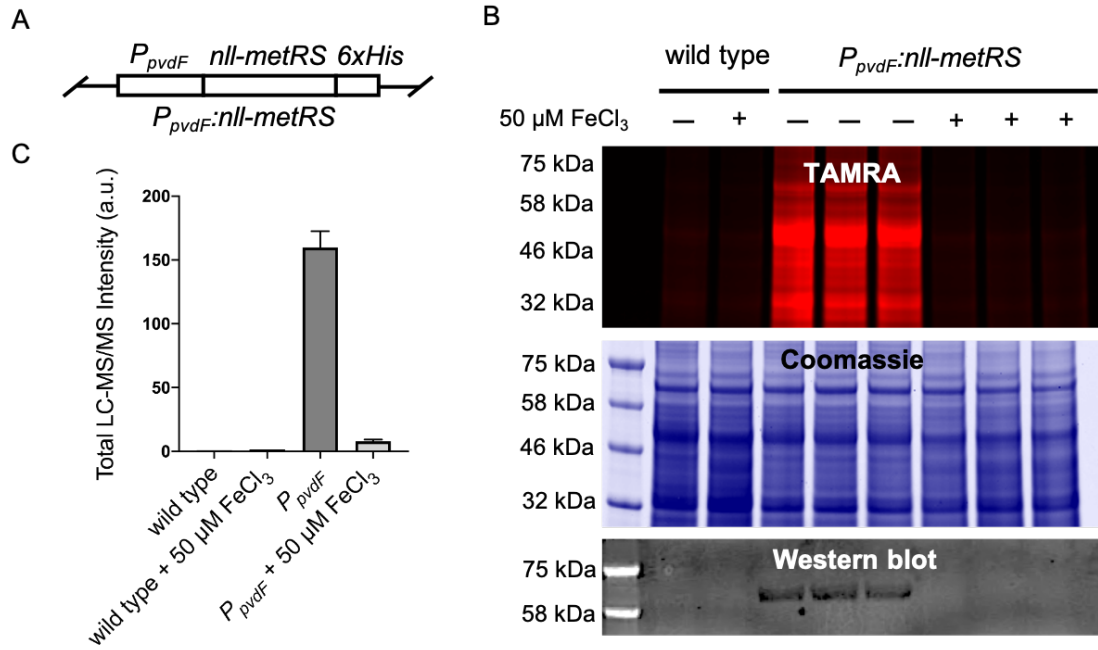 A
P_pvdF nll-metRS 6xHis
P_pvdF:nll-metRS
B
wild type P_pvdF:nll-metRS
50 µM FeCl₃ — + — — — + + +
75 kDa
58 kDa
46 kDa
32 kDa
TAMRA
75 kDa
58 kDa
46 kDa
32 kDa
Coomassie
75 kDa
58 kDa
Western blot
C
Total LC-MS/MS Intensity (a.u.)
200
150
100
50
0
wild type
wild type + 50 µM FeCl₃
P_pvdF
P_pvdF + 50 µM FeCl₃